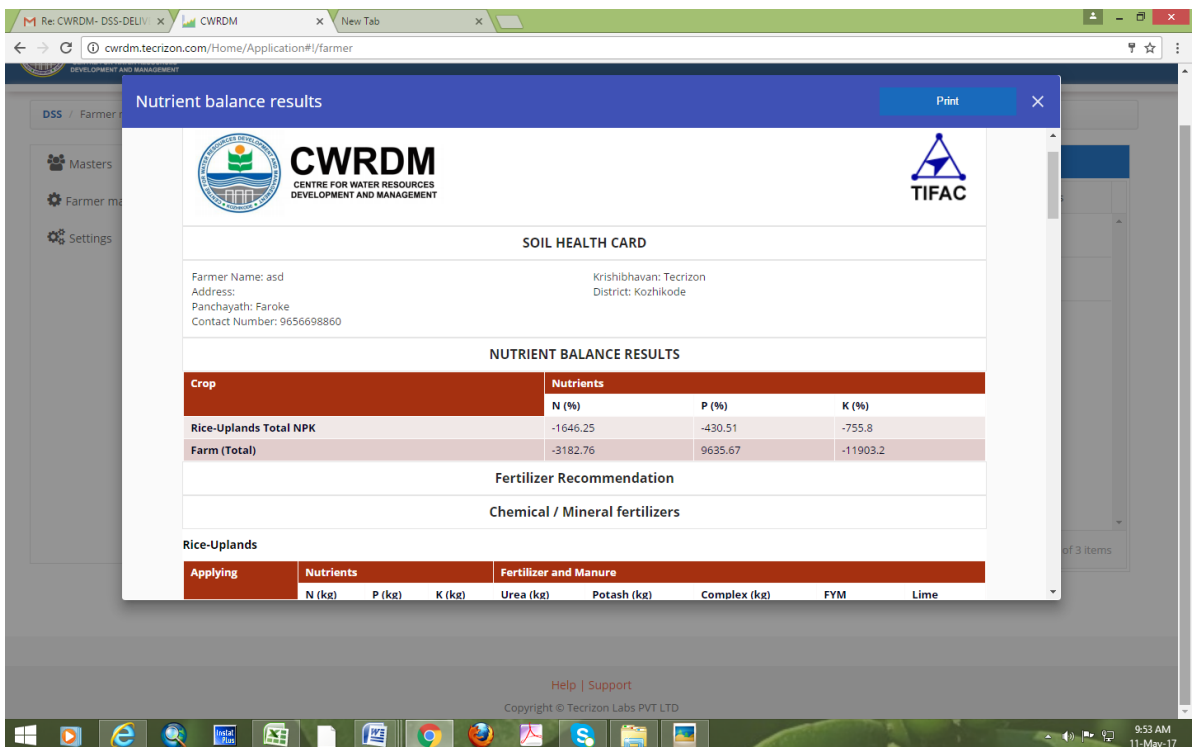 Re: CWRDM- DSS-DELIV
CWRDM
New Tab
cwrdm.tecrizon.com/Home/Application#!/farmer
DEVELOPMENT AND MANAGEMENT
DSS / Farmer
Nutrient balance results
Print
Masters
Farmer ma
Settings
CWRDM
CENTRE FOR WATER RESOURCES
DEVELOPMENT AND MANAGEMENT
TIFAC
SOIL HEALTH CARD
Farmer Name: asd
Krishibhavan: Tecrizon
Address:
District: Kozhikode
Panchayath: Faroke
Contact Number: 9656698860
NUTRIENT BALANCE RESULTS
Crop Nutrients
N (%) P (%) K (%)
Rice-Uplands Total NPK -1646.25 -430.51 -755.8
Farm (Total) -3182.76 9635.67 -11903.2
Fertilizer Recommendation
Chemical / Mineral fertilizers
Rice-Uplands
of 3 items
Applying Nutrients Fertilizer and Manure
N (kg) P (kg) K (kg) Urea (kg) Potash (kg) Complex (kg) FYM Lime
Help | Support
Copyright © Tecrizon Labs PVT LTD
Instat
Plus
9:53 AM
11-May-17